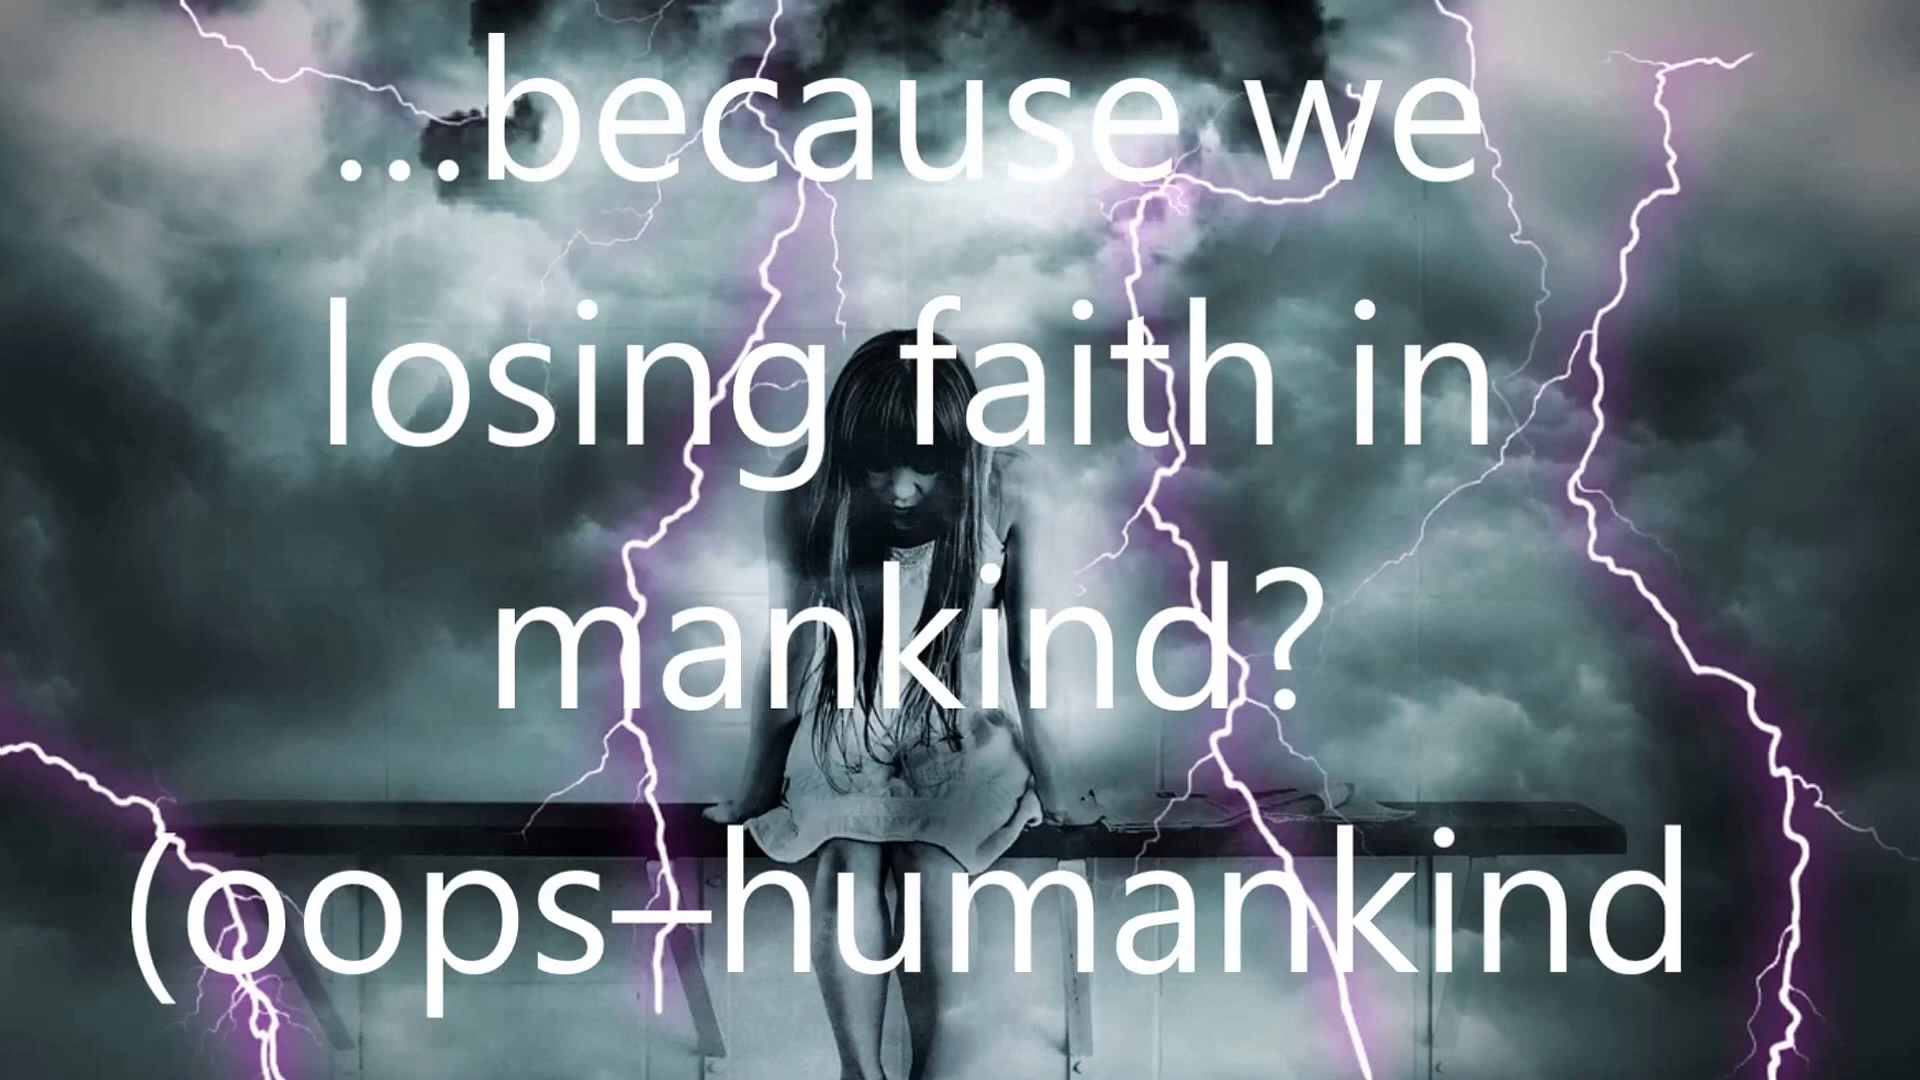 ...because we
losing faith in
mankind?
(oops–humankind